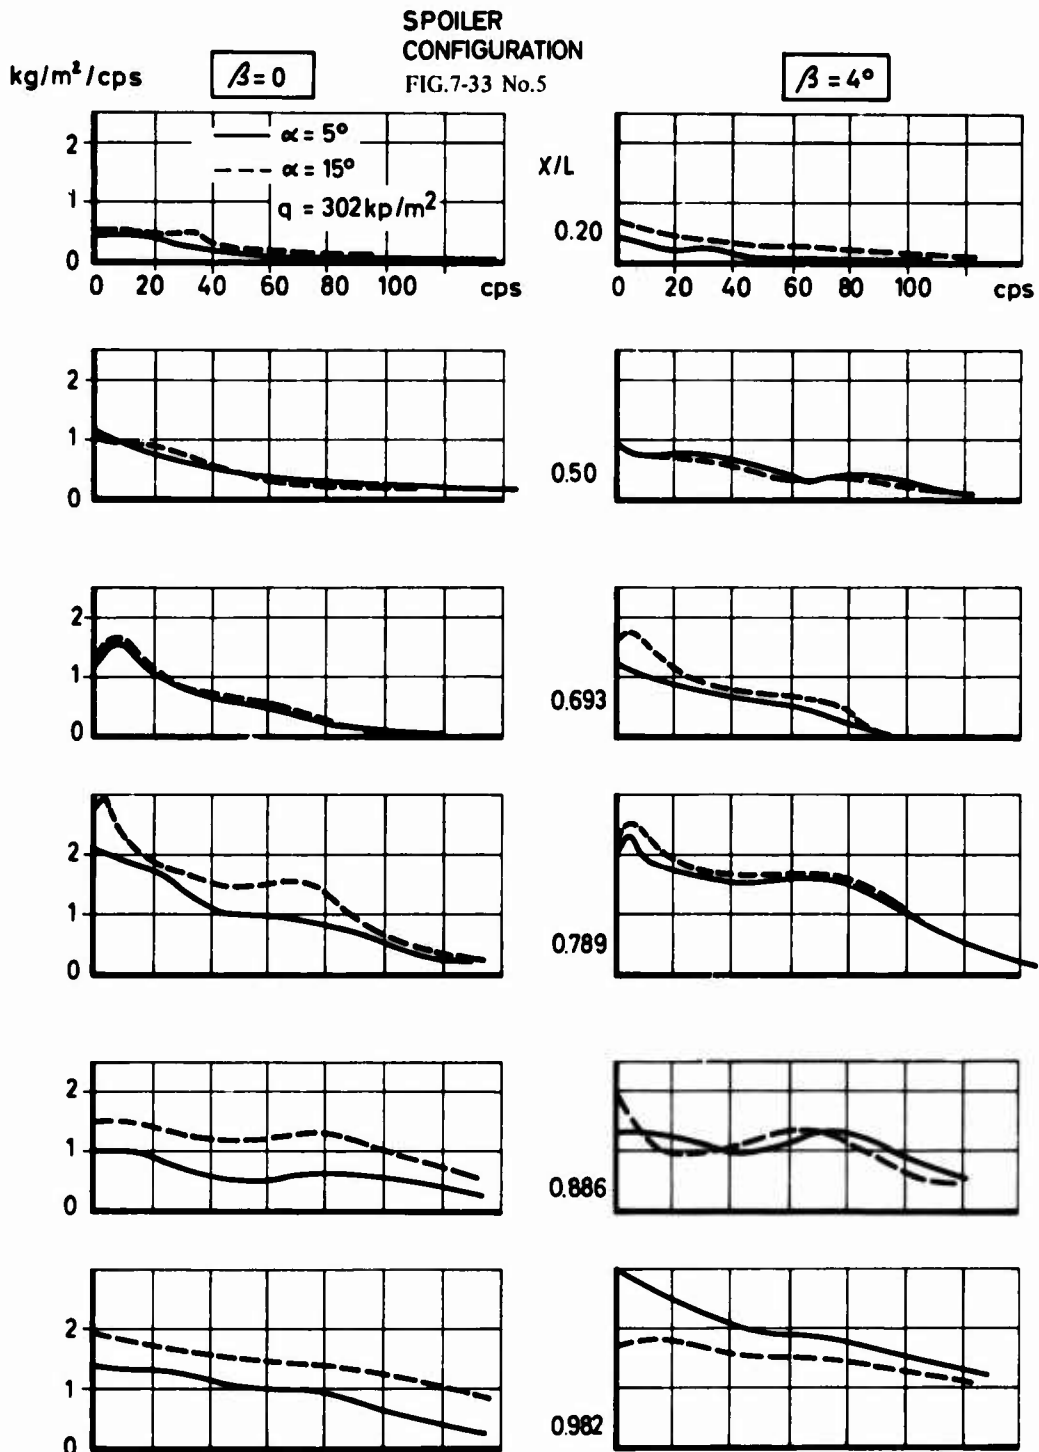 SPOILER
CONFIGURATION
FIG.7-33 No.5
kg/m²/cps
β = 0
β = 4°
α = 5°
α = 15°
q = 302 kp/m²
X/L
2
1
0
0.20
0 20 40 60 80 100 cps
0 20 40 60 80 100 cps
2
1
0
0.50
2
1
0
0.693
2
1
0
0.789
2
1
0
0.886
2
1
0
0.982